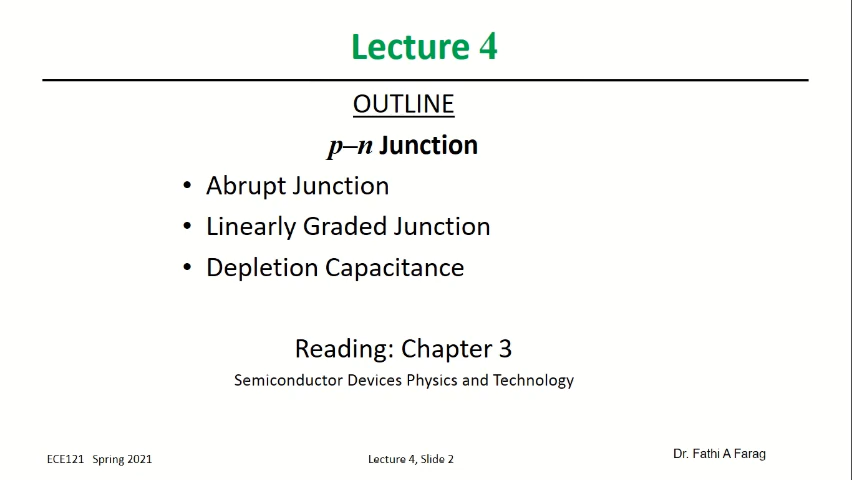 Lecture 4
OUTLINE
p–n Junction
• Abrupt Junction
• Linearly Graded Junction
• Depletion Capacitance
Reading: Chapter 3
Semiconductor Devices Physics and Technology
ECE121 Spring 2021
Lecture 4, Slide 2
Dr. Fathi A Farag